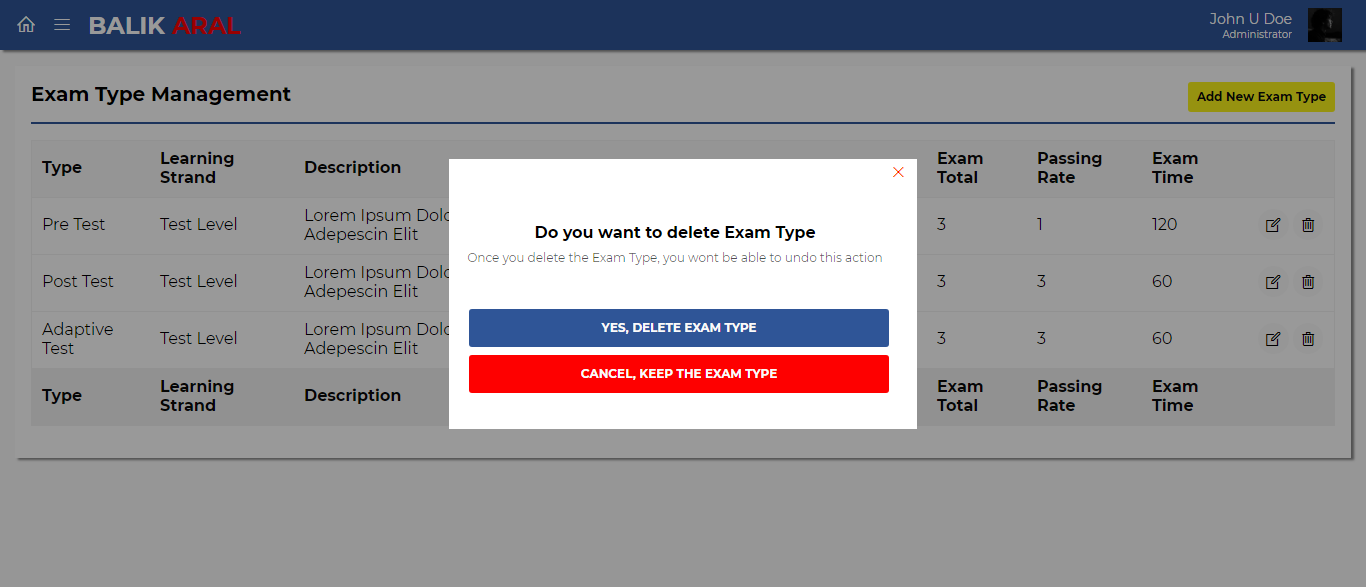 BALIK ARAL
John U Doe
Administrator
Exam Type Management
Add New Exam Type
Type
Learning
Strand
Description
Exam
Total
Passing
Rate
Exam
Time
Pre Test
Test Level
Lorem Ipsum Dolo
Adepescin Elit
3
1
120
Post Test
Test Level
Lorem Ipsum Dolo
Adepescin Elit
3
3
60
Adaptive
Test
Test Level
Lorem Ipsum Dolo
Adepescin Elit
3
3
60
Type
Learning
Strand
Description
Exam
Total
Passing
Rate
Exam
Time
Do you want to delete Exam Type
Once you delete the Exam Type, you wont be able to undo this action
YES, DELETE EXAM TYPE
CANCEL, KEEP THE EXAM TYPE